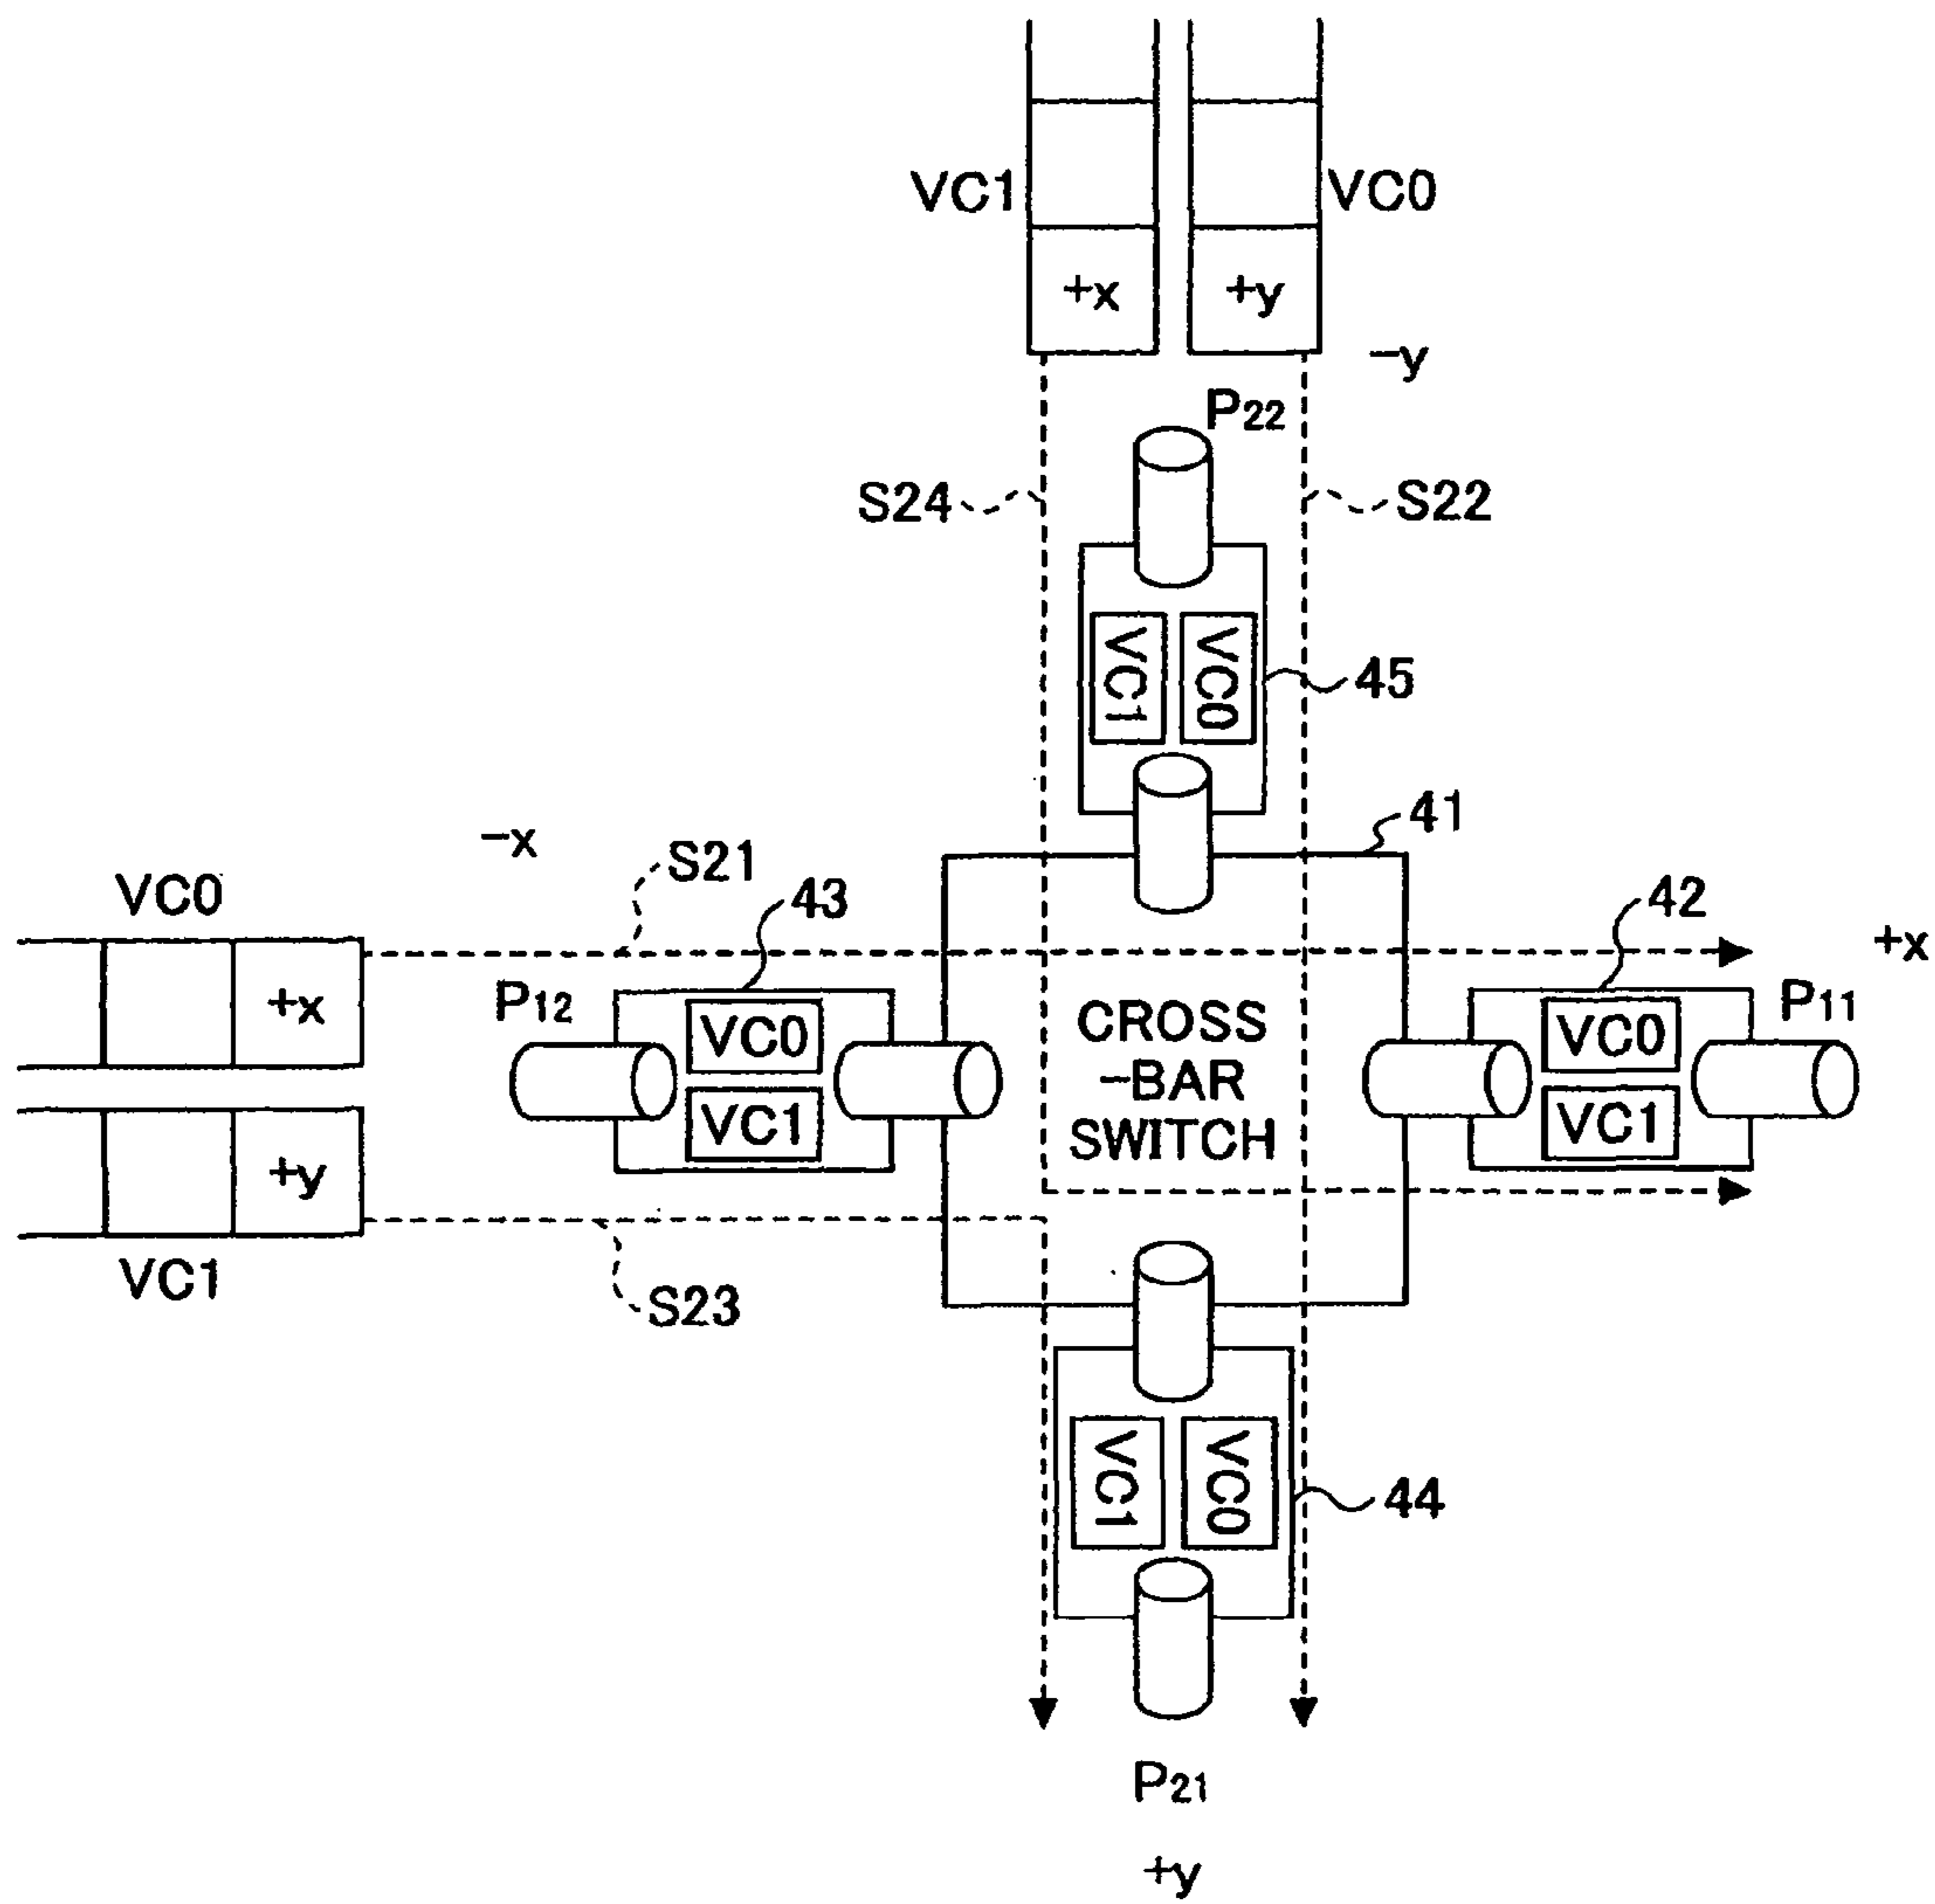 VC1
VC0
+x
+y
-y
P22
S24
S22
VC1
VC0
45
-x
S21
41
VC0
43
42
+x
+x
P12
VC0
CROSS
-BAR
SWITCH
VC0
P11
VC1
VC1
+y
VC1
S23
VC1
VC0
44
P21
+y